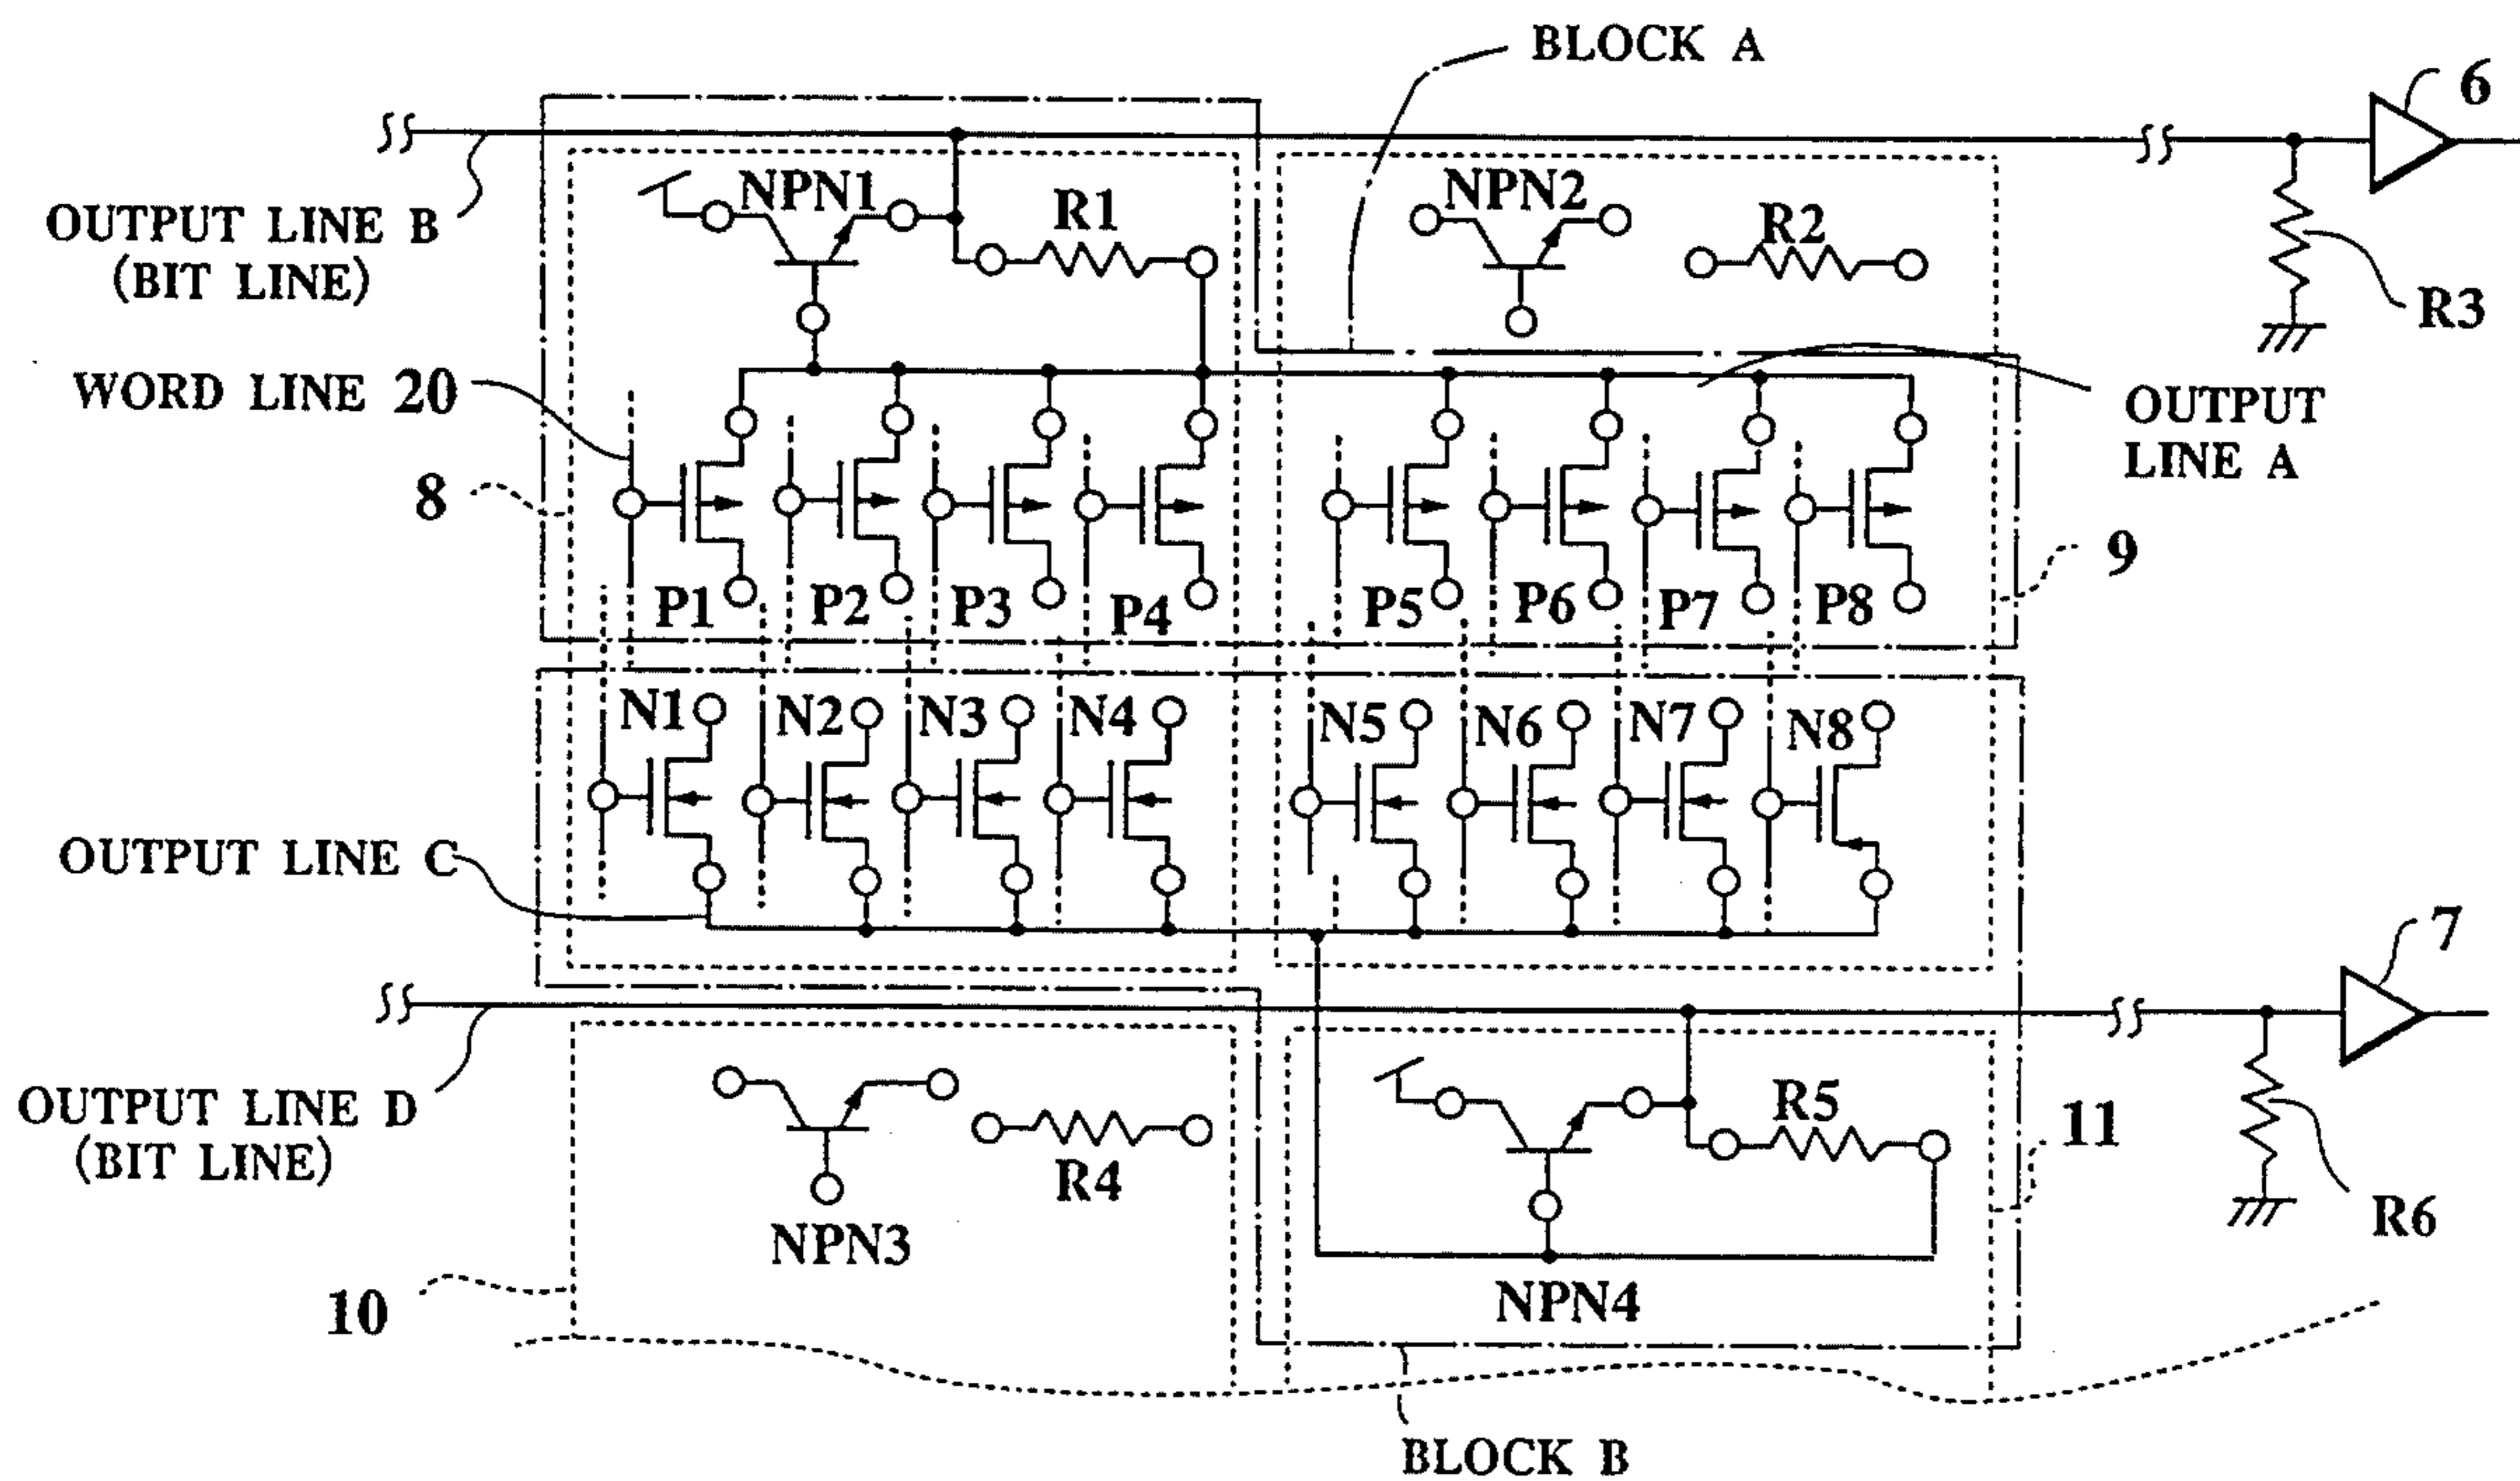 BLOCK A
6
OUTPUT LINE B
(BIT LINE)
NPN1
R1
NPN2
R2
R3
WORD LINE 20
OUTPUT
LINE A
8
9
P1
P2
P3
P4
P5
P6
P7
P8
N1
N2
N3
N4
N5
N6
N7
N8
OUTPUT LINE C
7
OUTPUT LINE D
(BIT LINE)
R4
NPN3
R5
11
R6
10
NPN4
BLOCK B